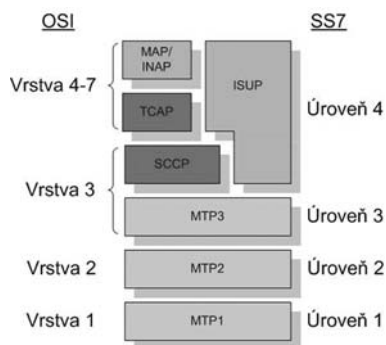 OSI
SS7
MAP/
INAP
ISUP
Vrstva 4-7
TCAP
Úroveň 4
SCCP
Vrstva 3
MTP3
Úroveň 3
Vrstva 2
MTP2
Úroveň 2
Vrstva 1
MTP1
Úroveň 1